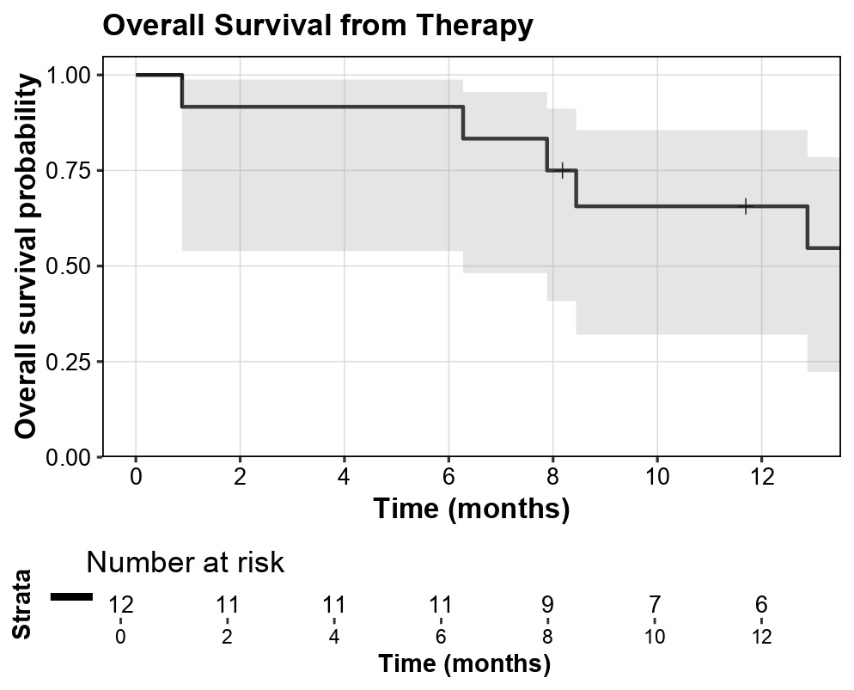 Overall Survival from Therapy
Overall survival probability
1.00
0.75
0.50
0.25
0.00
0 2 4 6 8 10 12
Time (months)
Number at risk
Strata
12 11 11 11 9 7 6
0 2 4 6 8 10 12
Time (months)